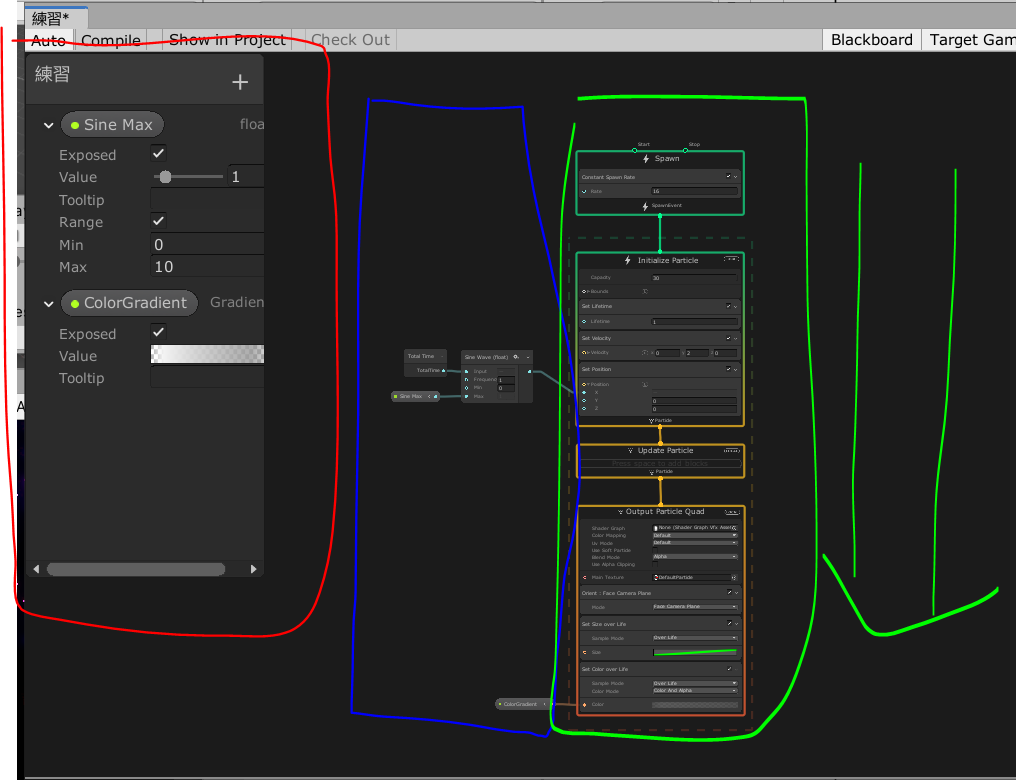 練習*
Auto Compile Show in Project Check Out Blackboard Target Gam
練習
+
Sine Max floa
Exposed
Value 1
Tooltip
Range
Min 0
Max 10
ColorGradient Gradien
Exposed
Value
Tooltip
Start Stop
Spawn
Constant Spawn Rate
Rate 16
SpawnEvent
Initialize Particle
Capacity 30
Bounds
Set Lifetime
Lifetime 1
Set Velocity
Velocity 0 2 0
Set Position
Position
X
Y 0
Z 0
Particle
Total Time
TotalTime
Sine Wave (float)
Input
Frequenc 1
Min 0
Max
Sine Max
Update Particle
Press space to add blocks
Particle
Output Particle Quad
Shader Graph None (Shader Graph Vfx Asset
Color Mapping Default
Uv Mode Default
Use Soft Particle
Blend Mode Alpha
Use Alpha Clipping
Main Texture DefaultParticle
Orient : Face Camera Plane
Mode Face Camera Plane
Set Size over Life
Sample Mode Over Life
Size
Set Color over Life
Sample Mode Over Life
Color Mode Color And Alpha
ColorGradient Color